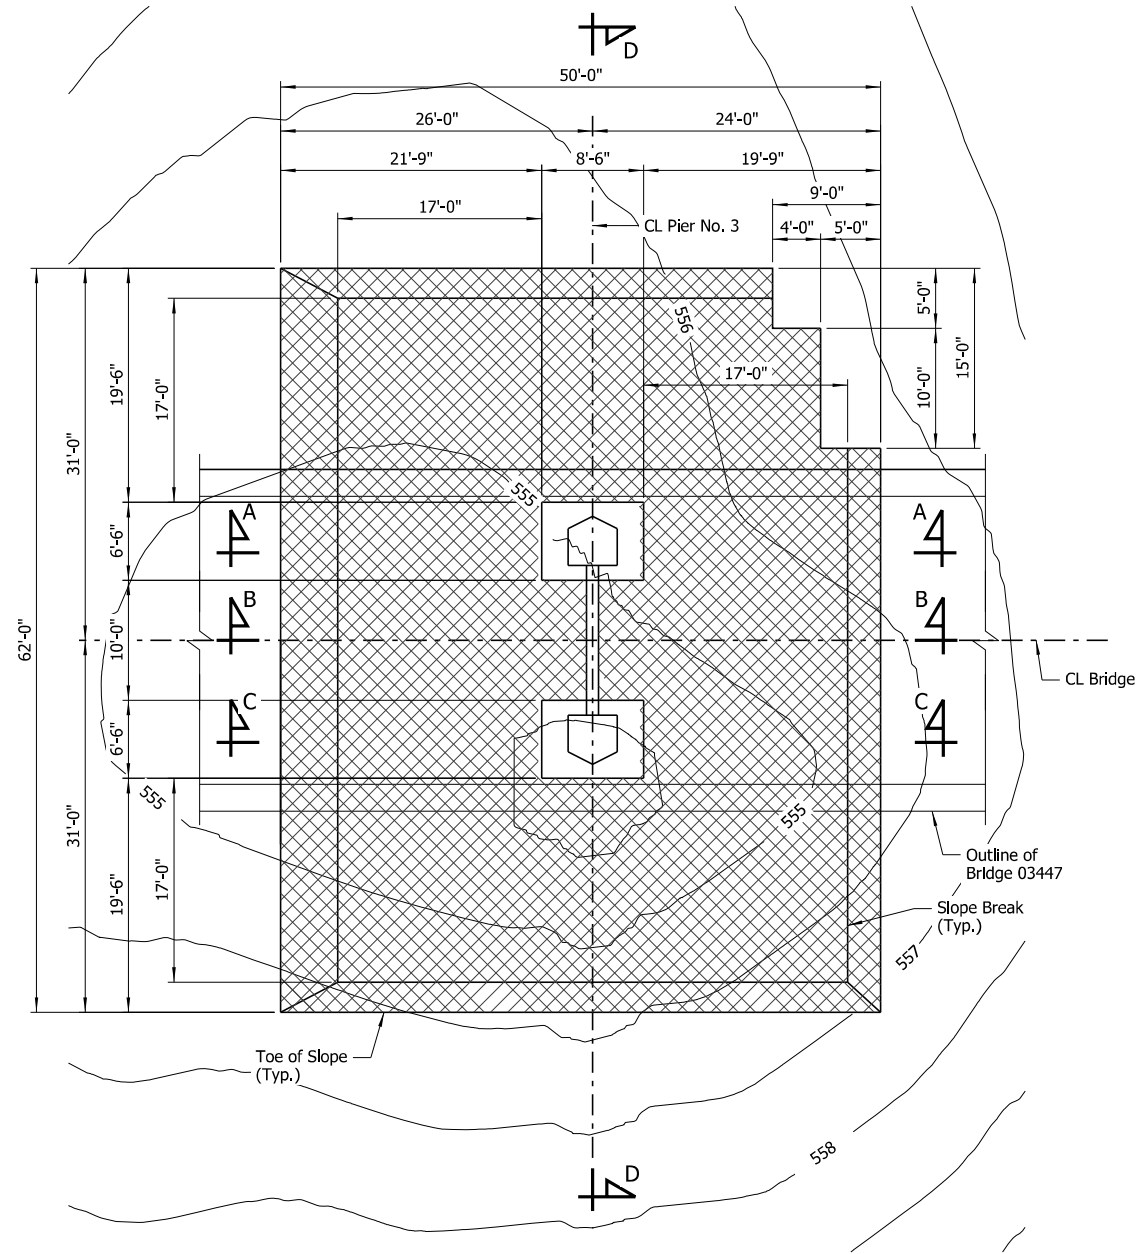 D
50'-0"
26'-0"
24'-0"
21'-9"
8'-6"
19'-9"
9'-0"
17'-0"
CL Pier No. 3
4'-0"
5'-0"
556
5'-0"
15'-0"
10'-0"
17'-0"
19'-6"
17'-0"
31'-0"
62'-0"
555
A
A
6'-6"
B
B
10'-0"
CL Bridge
C
C
6'-6"
555
555
31'-0"
19'-6"
17'-0"
Outline of
Bridge 03447
Slope Break
(Typ.)
557
Toe of Slope
(Typ.)
558
D